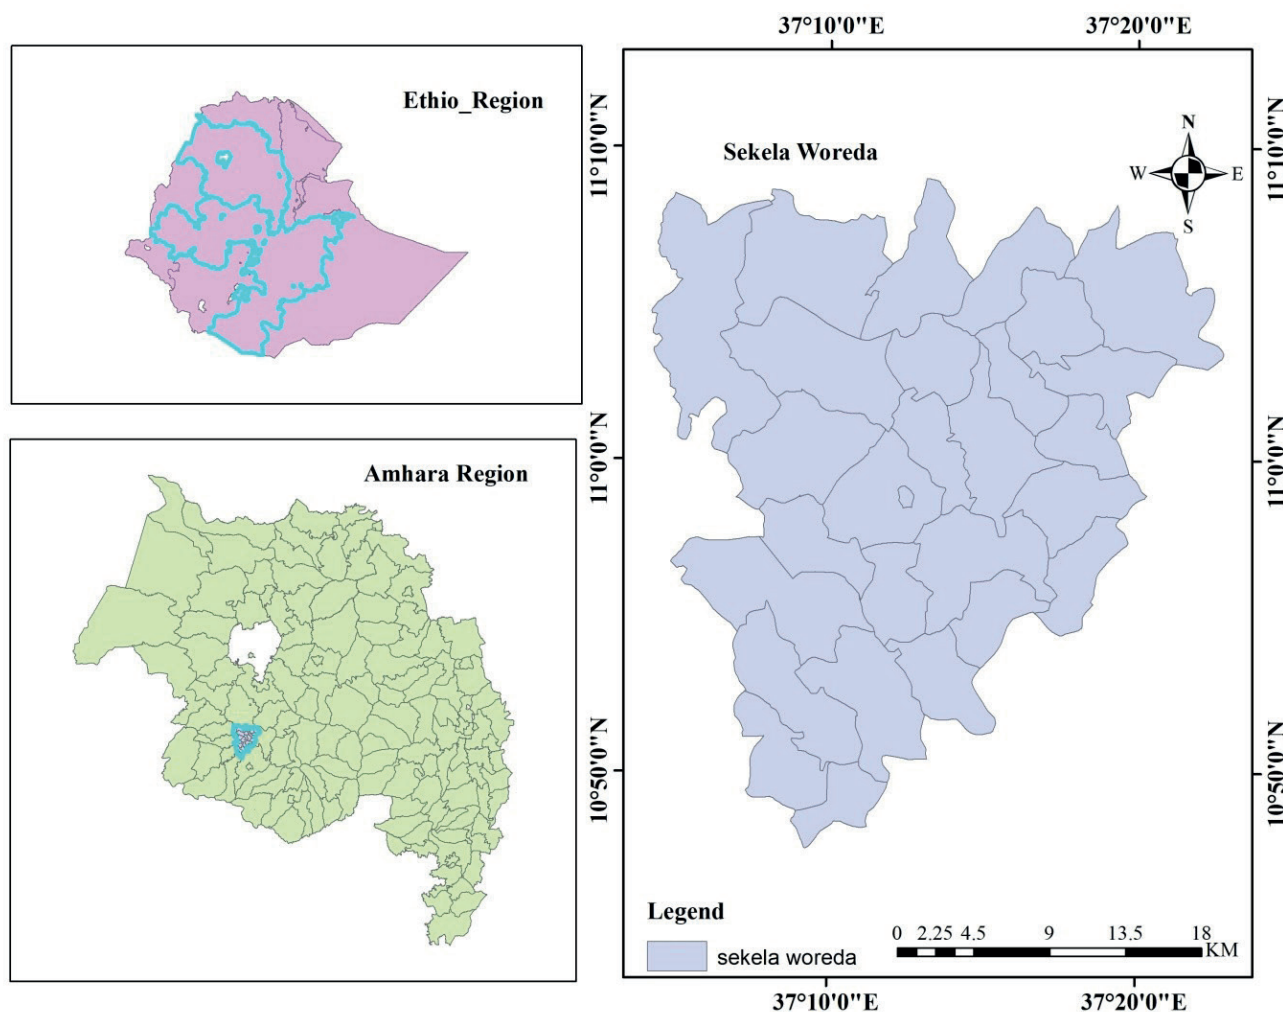 Ethio_Region
Amhara Region
37°10'0"E
37°20'0"E
11°10'0"N
11°10'0"N
Sekela Woreda
N
W
E
S
11°0'0"N
11°0'0"N
10°50'0"N
10°50'0"N
Legend
sekela woreda
0 2.25 4.5 9 13.5 18
KM
37°10'0"E
37°20'0"E